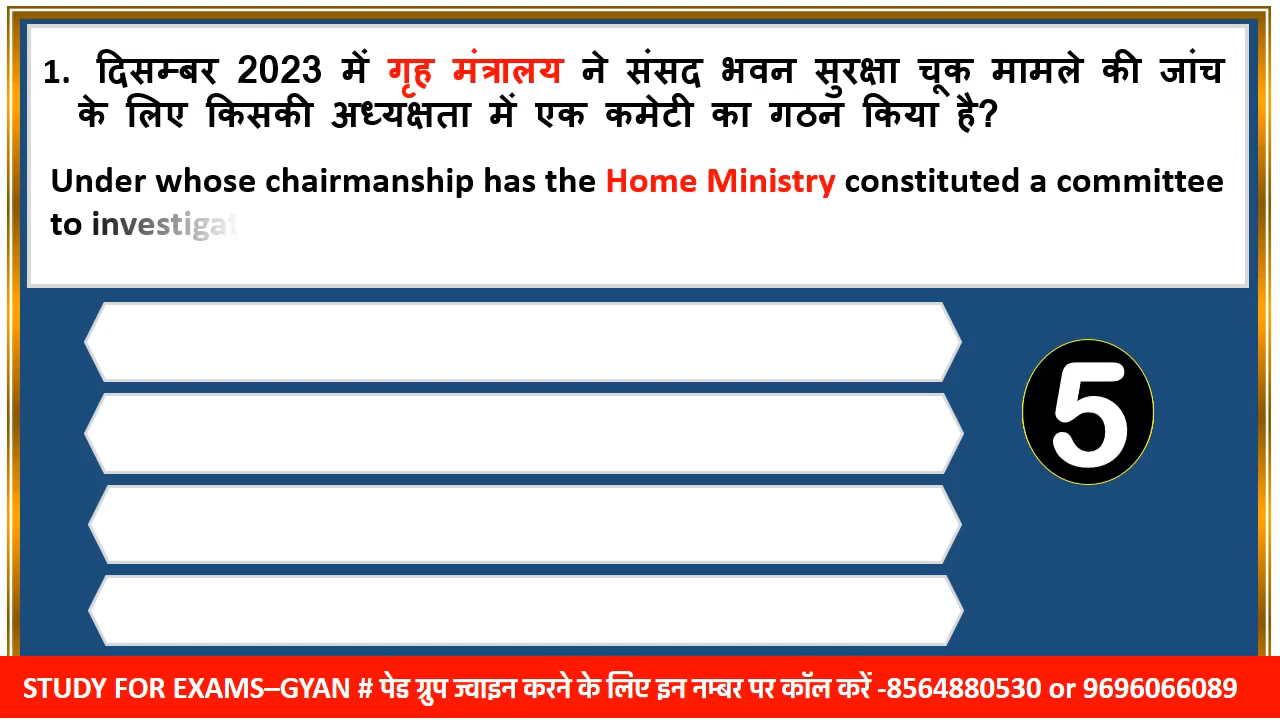 1. दिसम्बर 2023 में गृह मंत्रालय ने संसद भवन सुरक्षा चूक मामले की जांच
के लिए किसकी अध्यक्षता में एक कमेटी का गठन किया है?
Under whose chairmanship has the Home Ministry constituted a committee
to investigat
5
STUDY FOR EXAMS–GYAN # पेड ग्रुप ज्वाइन करने के लिए इन नम्बर पर कॉल करें -8564880530 or 9696066089